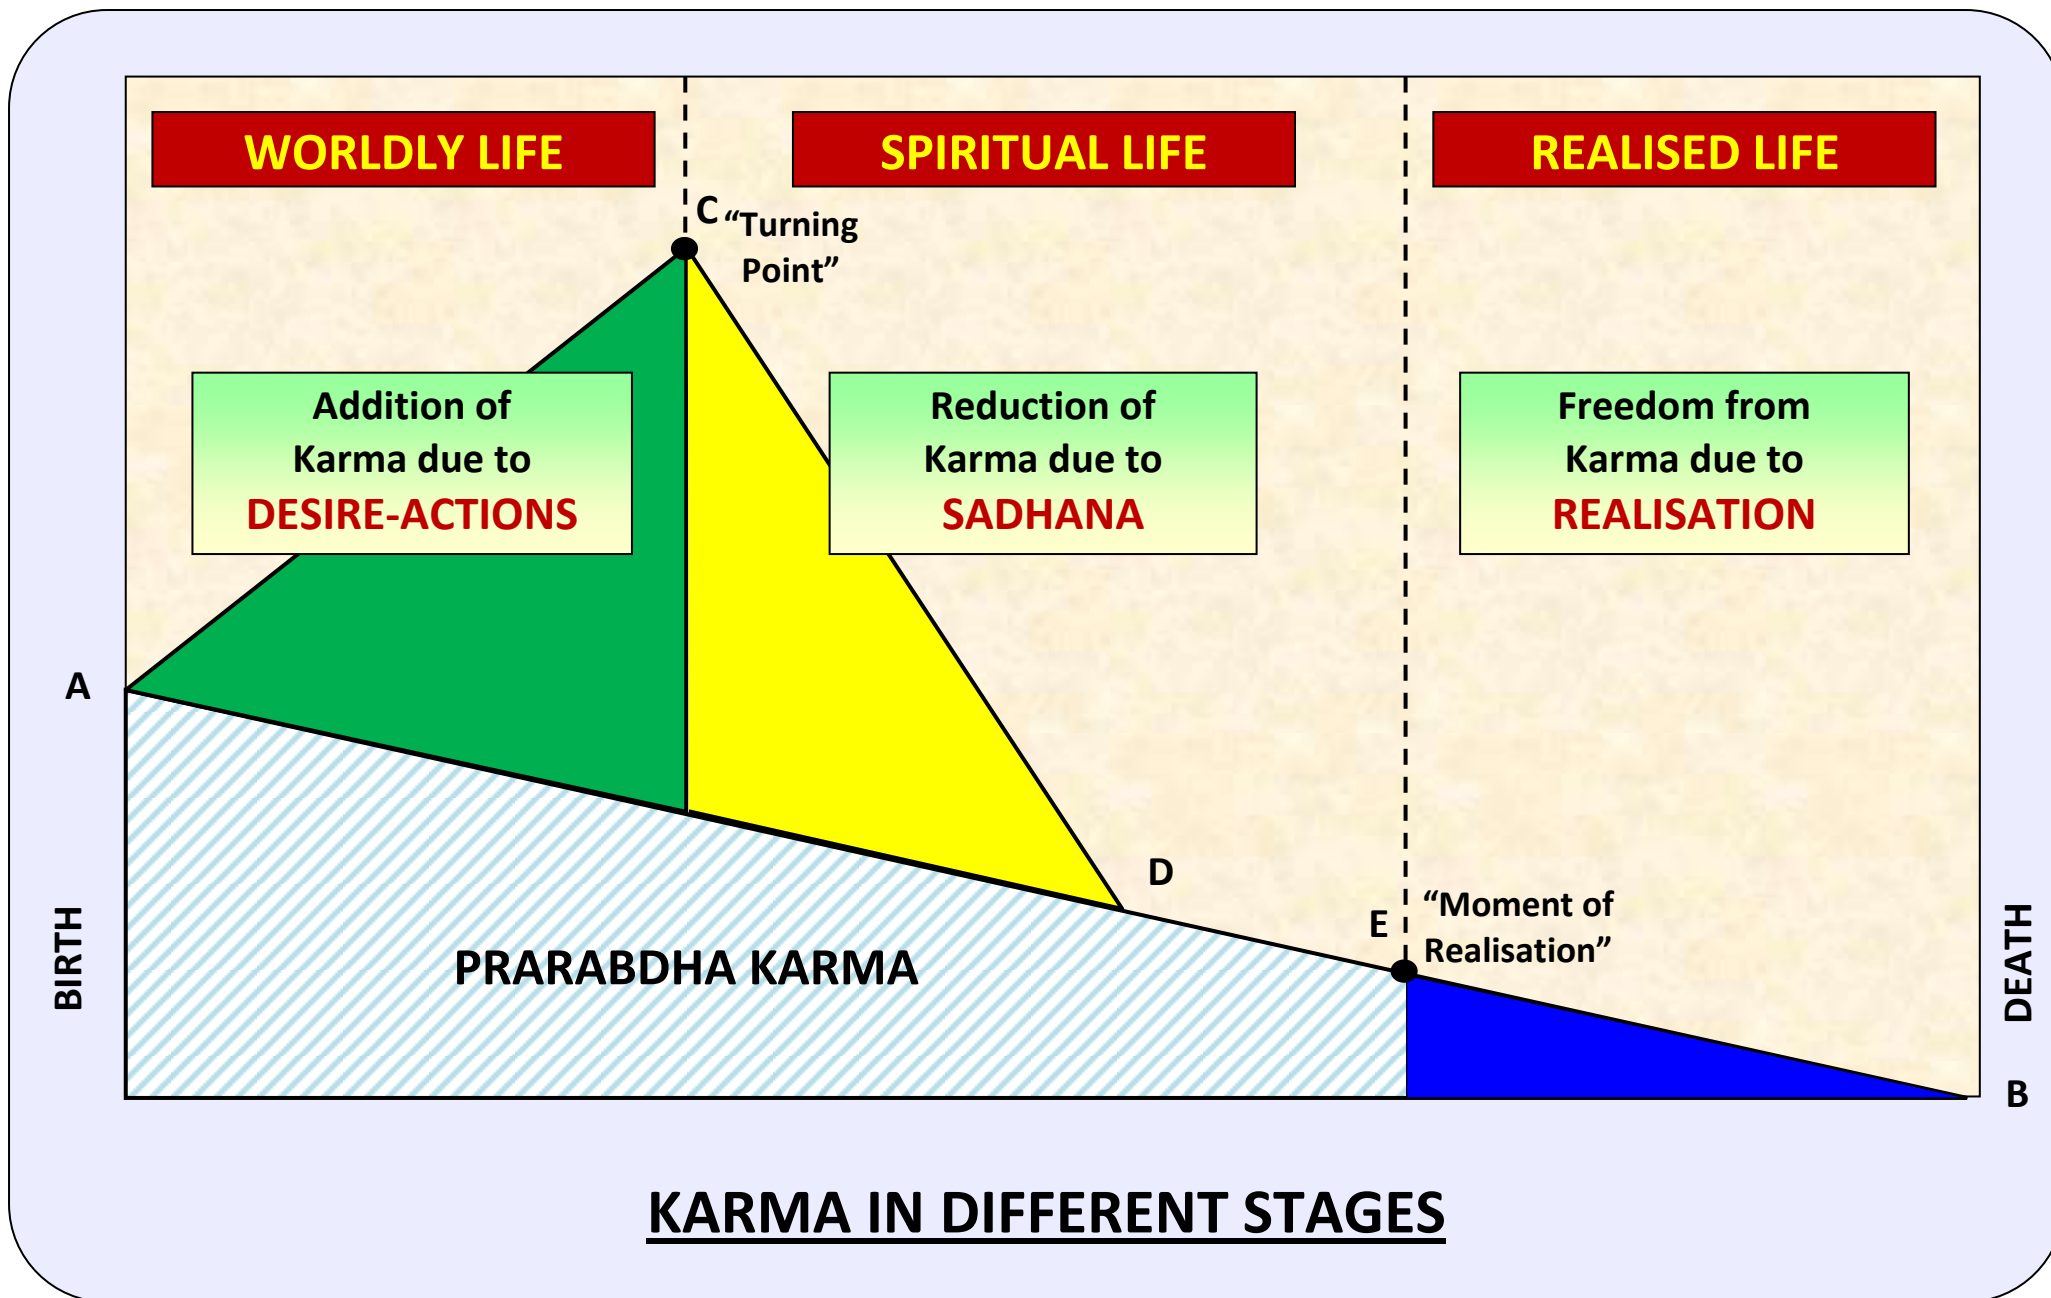 WORLDLY LIFE
SPIRITUAL LIFE
REALISED LIFE
C
“Turning
Point”
Addition of
Karma due to
DESIRE-ACTIONS
Reduction of
Karma due to
SADHANA
Freedom from
Karma due to
REALISATION
A
D
E
“Moment of
Realisation”
BIRTH
PRARABDHA KARMA
DEATH
B
KARMA IN DIFFERENT STAGES